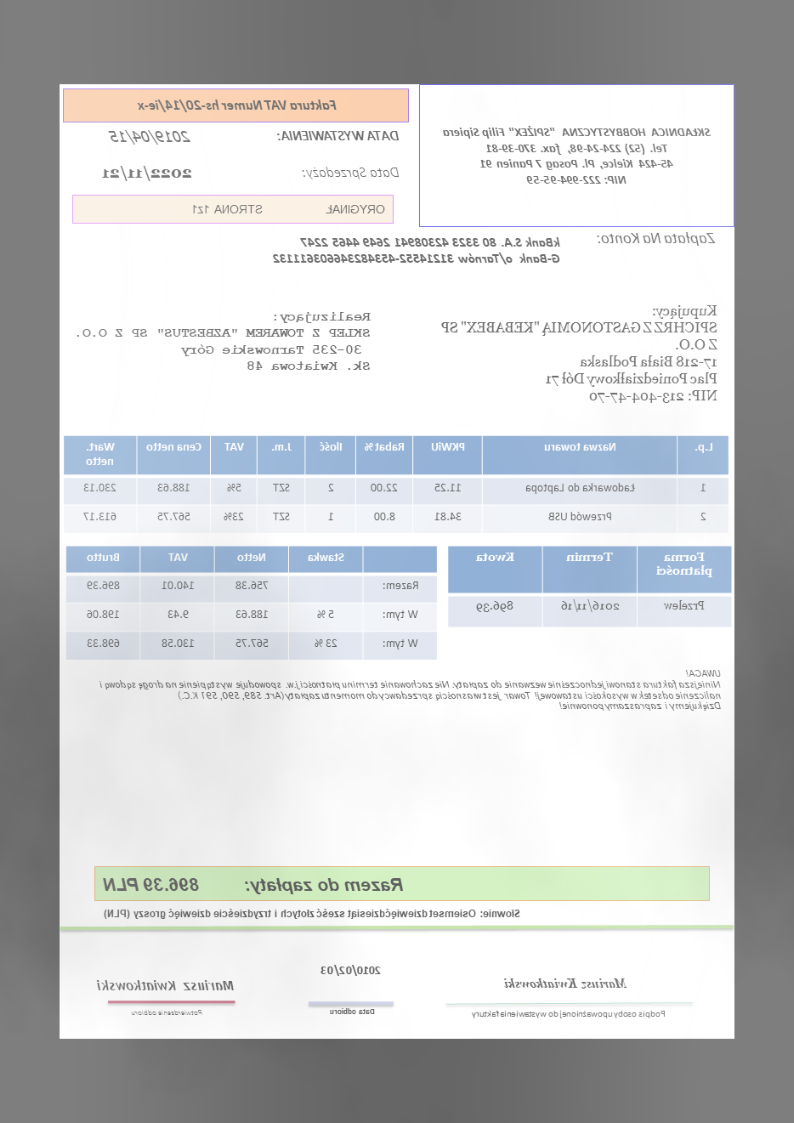 SKŁADNICA HOBBYSTYCZNA "SPIŻEX" Filip Sipiera
Tel. (52) 224-24-98, fax. 370-39-81
45-424 Kielce, Pl. Posąg 7 Panien 91
NIP: 222-994-95-59
Faktura VAT Numer hs-20/14/ie-x
DATA WYSTAWIENIA: 2019/04/15
Data Sprzedaży: 2022/11/21
ORYGINAŁ STRONA 1z1
Zapłata Na Konto:
kBank S.A. 80 3323 42308941 2649 4465 2247
G-Bank o/Tarnów 31214552-4534823466036111132
Kupujący:
SPICHRZ Z GASTONOMIĄ "KEBABEX" SP
Z O.O.
17-218 Biała Podlaska
Plac Poniedziałkowy Dół 71
NIP: 213-404-47-70
Realizujący:
SKLEP Z TOWAREM "AZBESTUS" SP Z O.O.
30-235 Tarnowskie Góry
Sk. Kwiatowa 48
L.p. Nazwa towaru PKWiU Rabat % Ilość J.m. VAT Cena netto Wart. netto
1 Ładowarka do Laptopa 11.25 22.00 2 SZT 5% 188.63 230.13
2 Przewód USB 34.81 8.00 1 SZT 23% 567.75 613.17
Forma płatności Termin Kwota
Przelew 2016/11/16 896.39
Stawka Netto VAT Brutto
Razem: 756.38 140.01 896.39
W tym: 5 % 188.63 9.43 198.06
W tym: 23 % 567.75 130.58 698.33
UWAGA!
Niniejsza faktura stanowi jednocześnie wezwanie do zapłaty. Nie zachowanie terminu płatności j.w. spowoduje wystąpienie na drogę sądową i
naliczenie odsetek w wysokości ustawowej! Towar jest własnością sprzedawcy do momentu zapłaty (Art. 589, 590, 591 K.C.)
Dziękujemy i zapraszamy ponownie!
Razem do zapłaty: 896.39 PLN
Słownie: Osiemset dziewięćdziesiąt sześć złotych i trzydzieście dziewięć groszy (PLN)
Mariusz Kwiatkowski
Podpis osoby upoważnionej do wystawienia faktury
2010/02/03
Data odbioru
Mariusz Kwiatkowski
Potwierdzenie odbioru